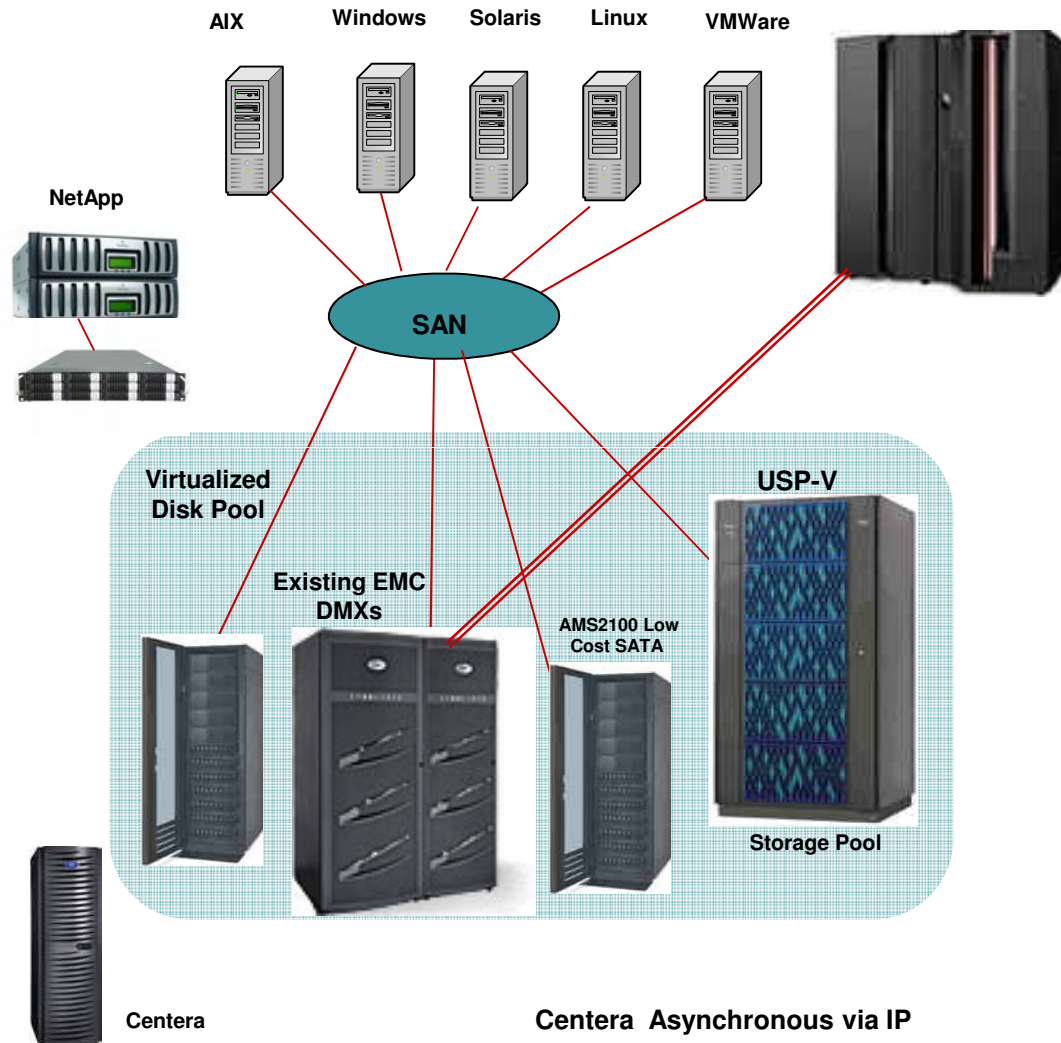 AIX
Windows
Solaris
Linux
VMWare
NetApp
SAN
Virtualized
Disk Pool
USP-V
Existing EMC
DMXs
AMS2100 Low
Cost SATA
Storage Pool
Centera
Centera Asynchronous via IP